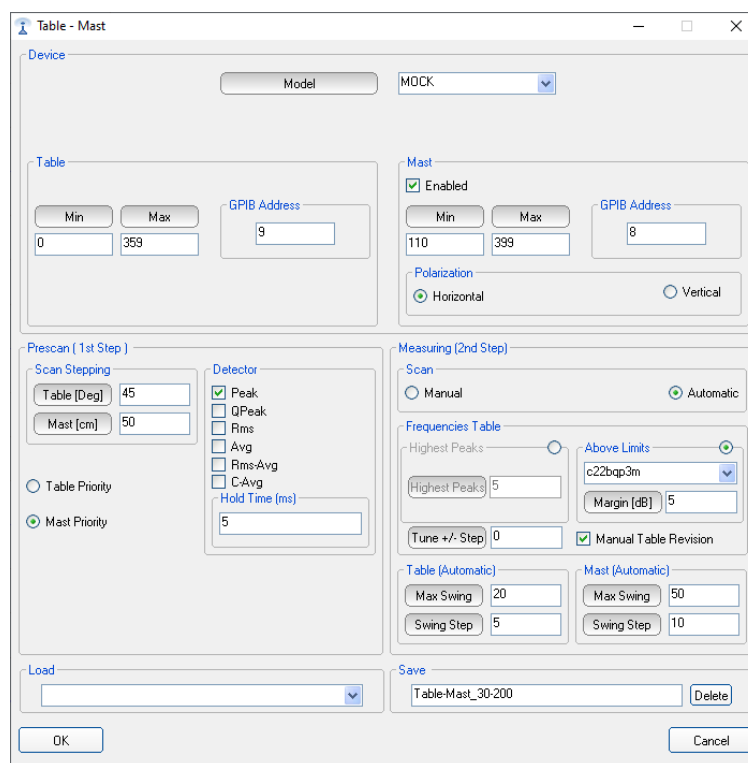 Table - Mast
Device
Model
MOCK
Table
Min
Max
0
359
GPIB Address
9
Mast
Enabled
Min
Max
110
399
GPIB Address
8
Polarization
Horizontal
Vertical
Prescan ( 1st Step )
Scan Stepping
Table [Deg]
45
Mast [cm]
50
Table Priority
Mast Priority
Detector
Peak
QPeak
Rms
Avg
Rms-Avg
C-Avg
Hold Time (ms)
5
Measuring (2nd Step)
Scan
Manual
Automatic
Frequencies Table
Highest Peaks
Highest Peaks
5
Above Limits
c22bqp3m
Margin [dB]
5
Tune +/- Step
0
Manual Table Revision
Table (Automatic)
Max Swing
20
Swing Step
5
Mast (Automatic)
Max Swing
50
Swing Step
10
Load
Save
Table-Mast_30-200
Delete
OK
Cancel